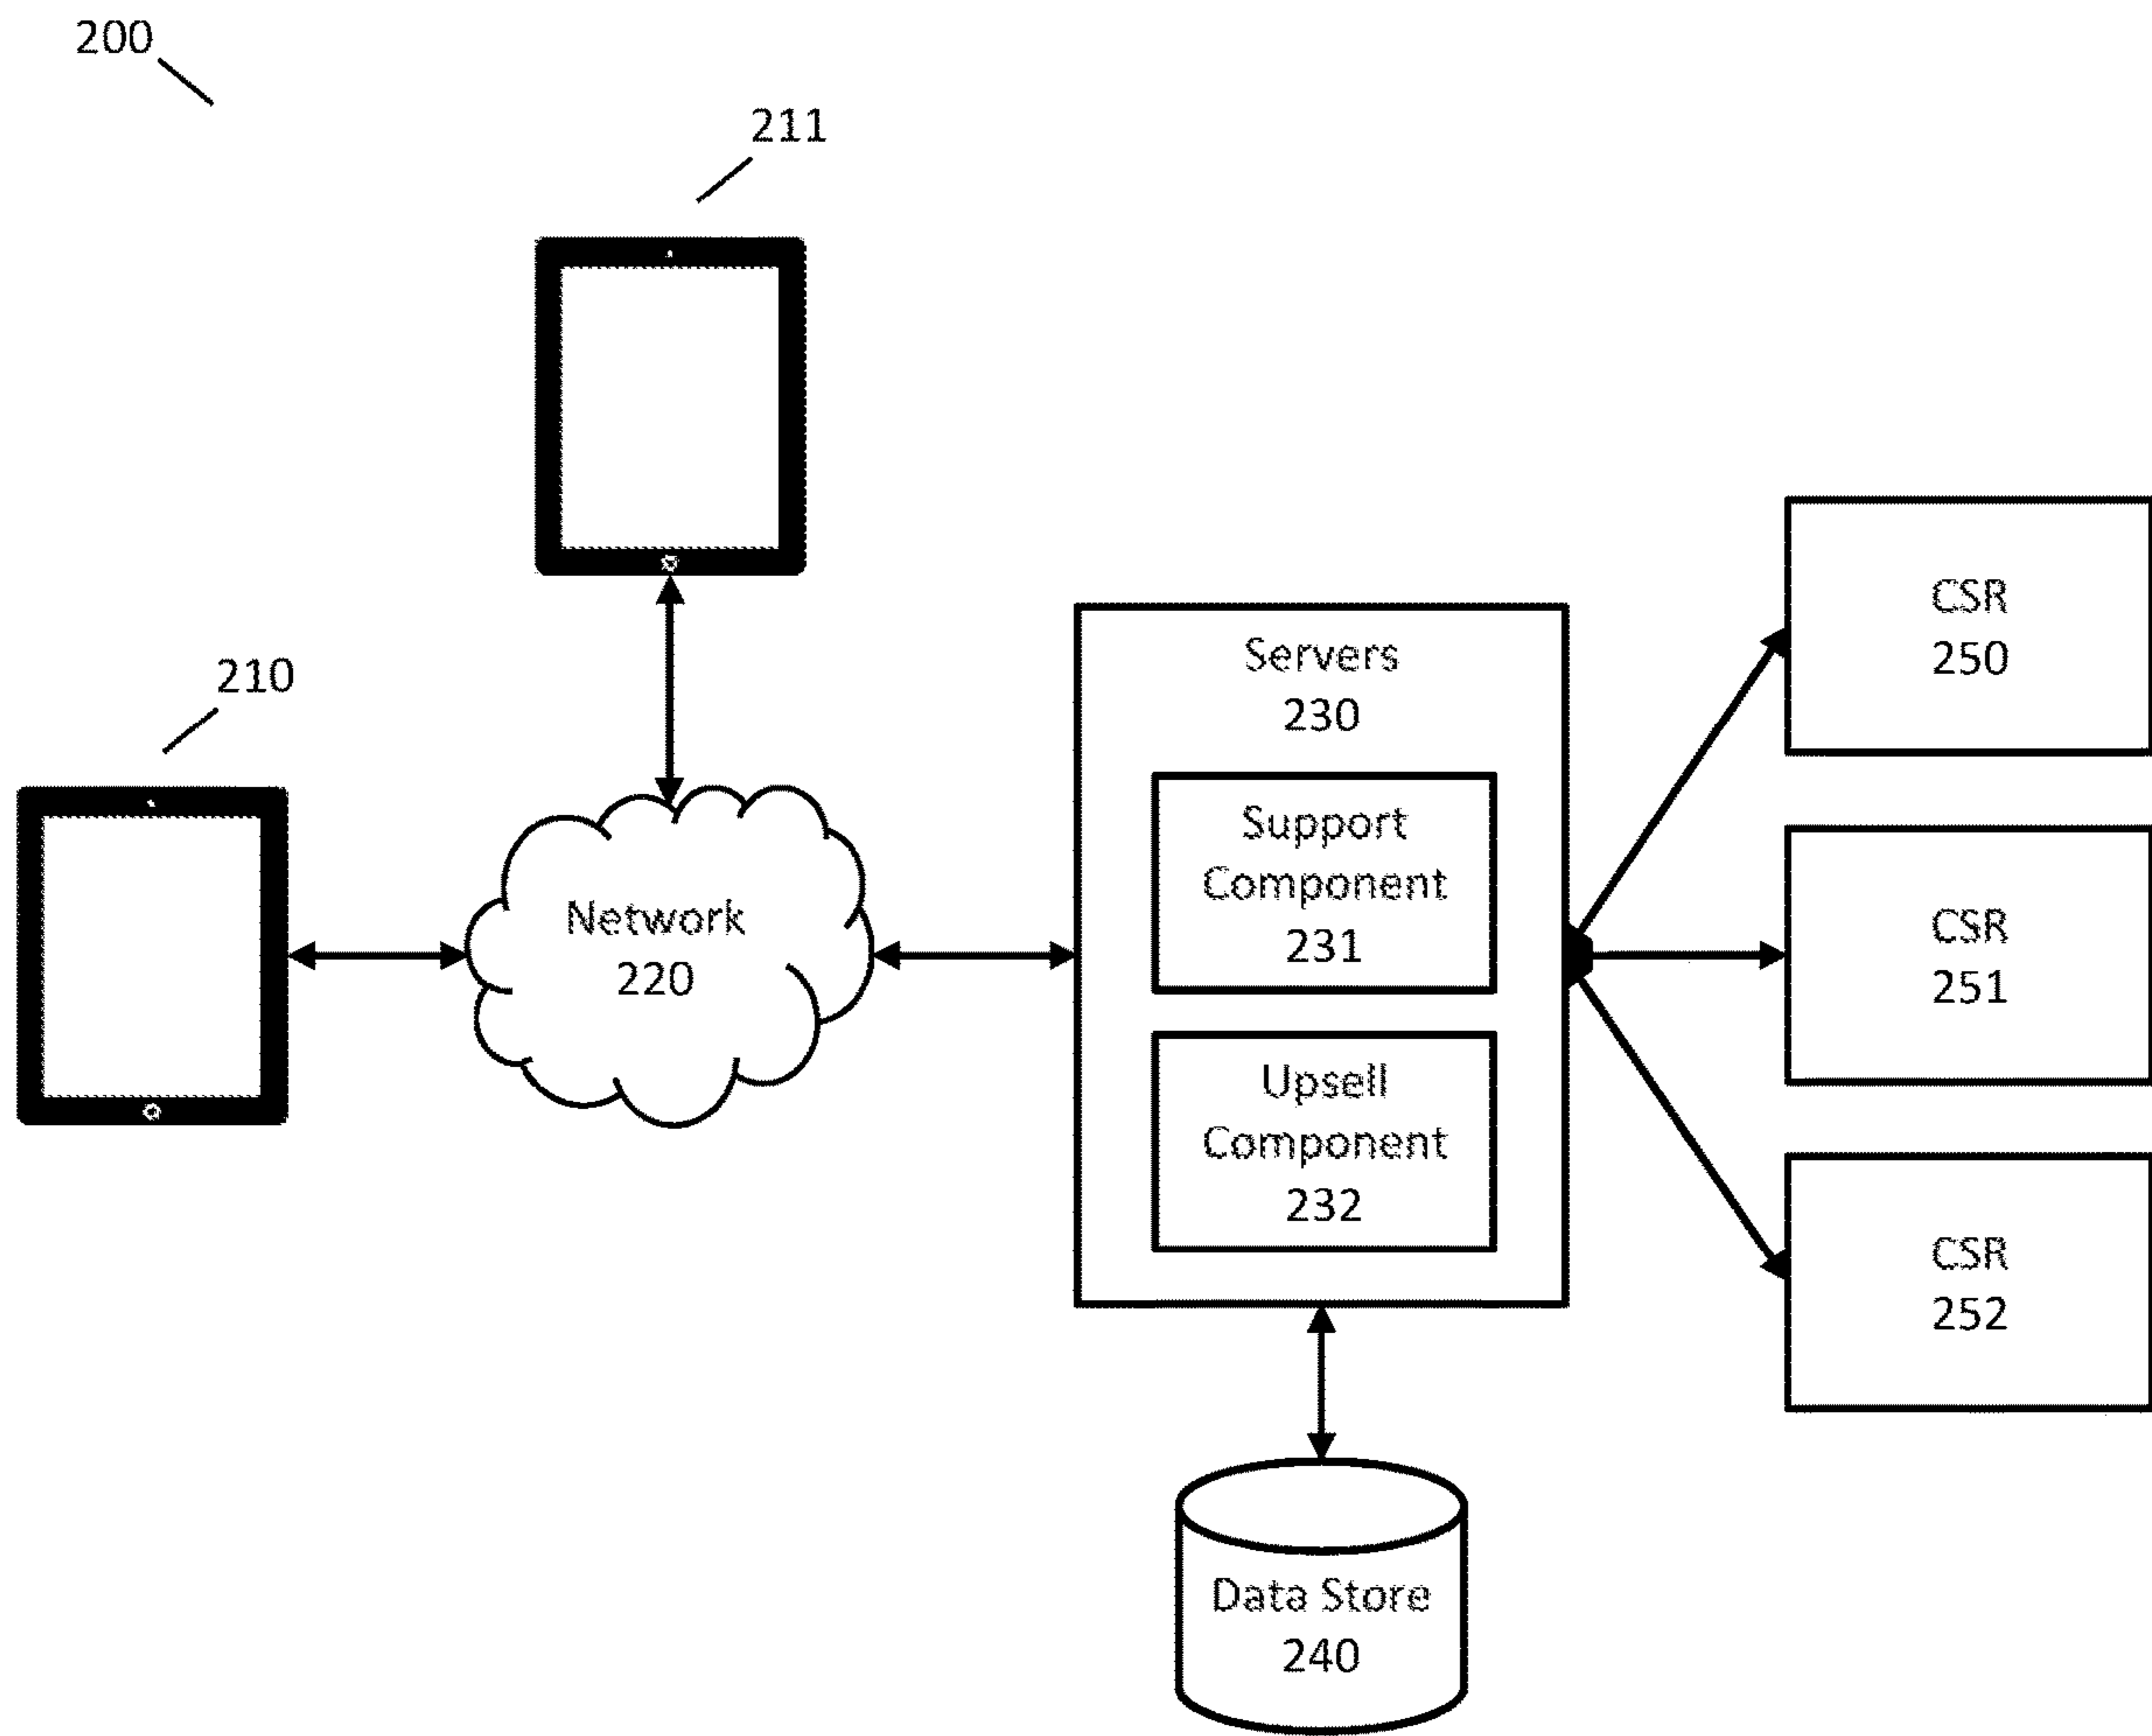 200
211
210
Network
220
Servers
230
Support
Component
231
Upsell
Component
232
Data Store
240
CSR
250
CSR
251
CSR
252